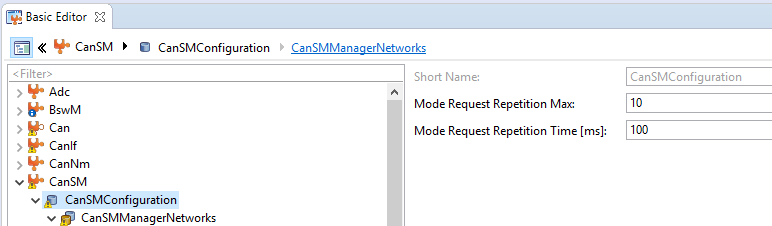 Basic Editor
CanSM CanSMConfiguration CanSMManagerNetworks
<Filter>
Adc
BswM
Can
CanIf
CanNm
CanSM
CanSMConfiguration
CanSMManagerNetworks
Short Name: CanSMConfiguration
Mode Request Repetition Max: 10
Mode Request Repetition Time [ms]: 100